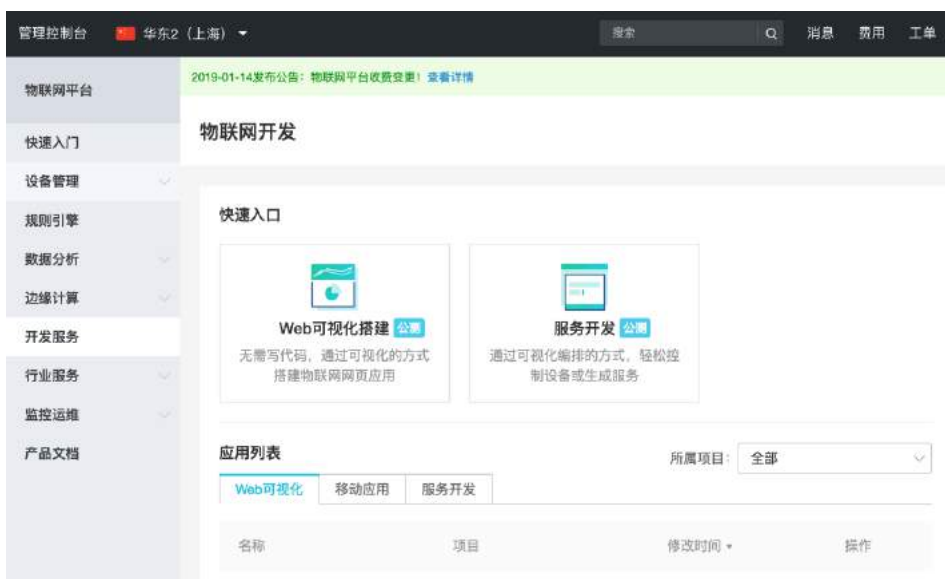 管理控制台 华东2（上海） 搜索 消息 费用 工单
物联网平台
快速入门
设备管理
规则引擎
数据分析
边缘计算
开发服务
行业服务
监控运维
产品文档
2019-01-14发布公告：物联网平台收费变更！查看详情
物联网开发
快速入口
Web可视化搭建 公测
无需写代码，通过可视化的方式
搭建物联网网页应用
服务开发 公测
通过可视化编排的方式，轻松控
制设备或生成服务
应用列表
所属项目： 全部
Web可视化 移动应用 服务开发
名称 项目 修改时间 操作